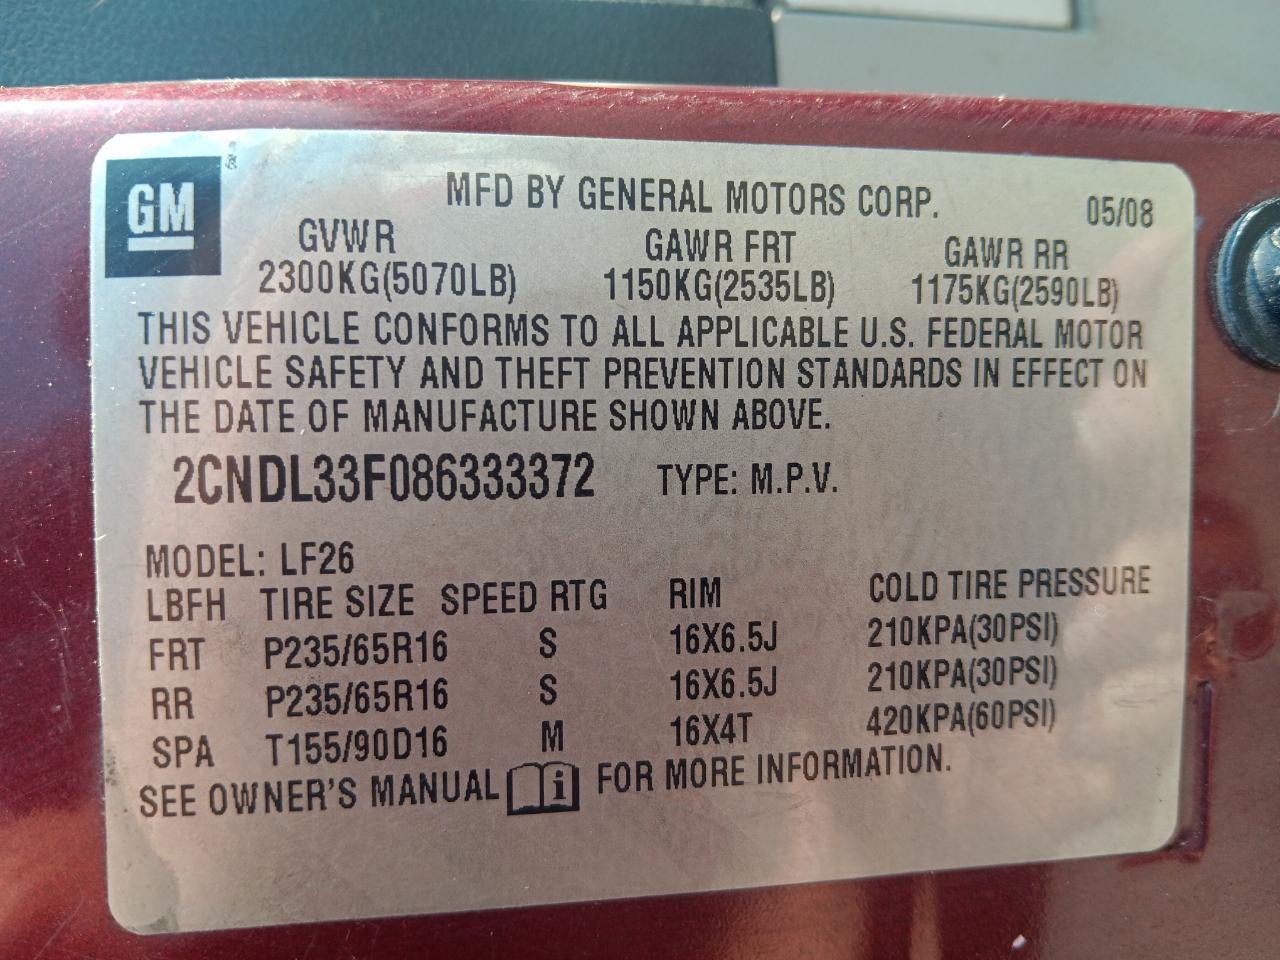 GM
MFD BY GENERAL MOTORS CORP. 05/08
GVWR GAWR FRT GAWR RR
2300KG(5070LB) 1150KG(2535LB) 1175KG(2590LB)
THIS VEHICLE CONFORMS TO ALL APPLICABLE U.S. FEDERAL MOTOR
VEHICLE SAFETY AND THEFT PREVENTION STANDARDS IN EFFECT ON
THE DATE OF MANUFACTURE SHOWN ABOVE.
2CNDL33F086333372 TYPE: M.P.V.
MODEL: LF26
LBFH TIRE SIZE SPEED RTG RIM COLD TIRE PRESSURE
FRT P235/65R16 S 16X6.5J 210KPA(30PSI)
RR P235/65R16 S 16X6.5J 210KPA(30PSI)
SPA T155/90D16 M 16X4T 420KPA(60PSI)
SEE OWNER'S MANUAL i FOR MORE INFORMATION.